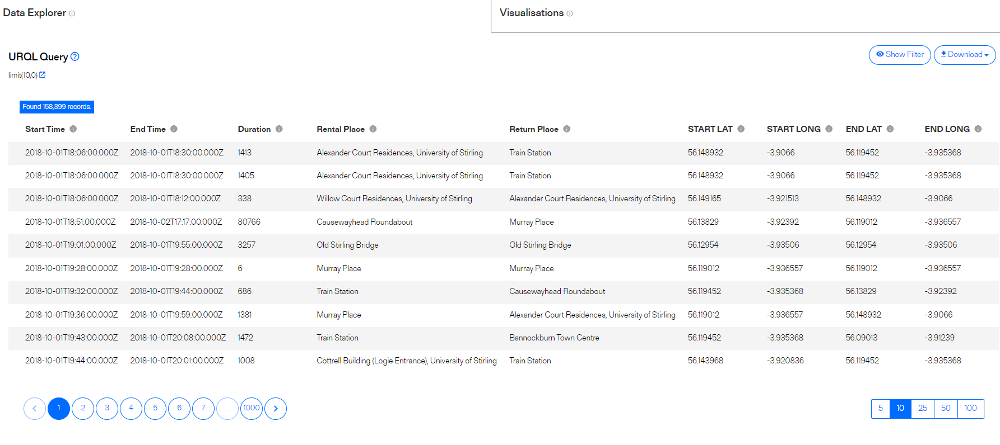 Data Explorer
Visualisations
URQL Query
Show Filter Download
limit(10,0)
Found 158,399 records.
Start Time End Time Duration Rental Place Return Place START LAT START LONG END LAT END LONG
2018-10-01T18:06:00.000Z 2018-10-01T18:30:00.000Z 1413 Alexander Court Residences, University of Stirling Train Station 56.148932 -3.9066 56.119452 -3.935368
2018-10-01T18:06:00.000Z 2018-10-01T18:30:00.000Z 1405 Alexander Court Residences, University of Stirling Train Station 56.148932 -3.9066 56.119452 -3.935368
2018-10-01T18:06:00.000Z 2018-10-01T18:12:00.000Z 338 Willow Court Residences, University of Stirling Alexander Court Residences, University of Stirling 56.149165 -3.921513 56.148932 -3.9066
2018-10-01T18:51:00.000Z 2018-10-02T17:17:00.000Z 80766 Causewayhead Roundabout Murray Place 56.13829 -3.92392 56.119012 -3.936557
2018-10-01T19:01:00.000Z 2018-10-01T19:55:00.000Z 3257 Old Stirling Bridge Old Stirling Bridge 56.12954 -3.93506 56.12954 -3.93506
2018-10-01T19:28:00.000Z 2018-10-01T19:28:00.000Z 6 Murray Place Murray Place 56.119012 -3.936557 56.119012 -3.936557
2018-10-01T19:32:00.000Z 2018-10-01T19:44:00.000Z 686 Train Station Causewayhead Roundabout 56.119452 -3.935368 56.13829 -3.92392
2018-10-01T19:36:00.000Z 2018-10-01T19:59:00.000Z 1381 Murray Place Alexander Court Residences, University of Stirling 56.119012 -3.936557 56.148932 -3.9066
2018-10-01T19:43:00.000Z 2018-10-01T20:08:00.000Z 1472 Train Station Bannockburn Town Centre 56.119452 -3.935368 56.09013 -3.91239
2018-10-01T19:44:00.000Z 2018-10-01T20:01:00.000Z 1008 Cottrell Building (Logie Entrance), University of Stirling Train Station 56.143968 -3.920836 56.119452 -3.935368
1 2 3 4 5 6 7 ... 1000
5 10 25 50 100